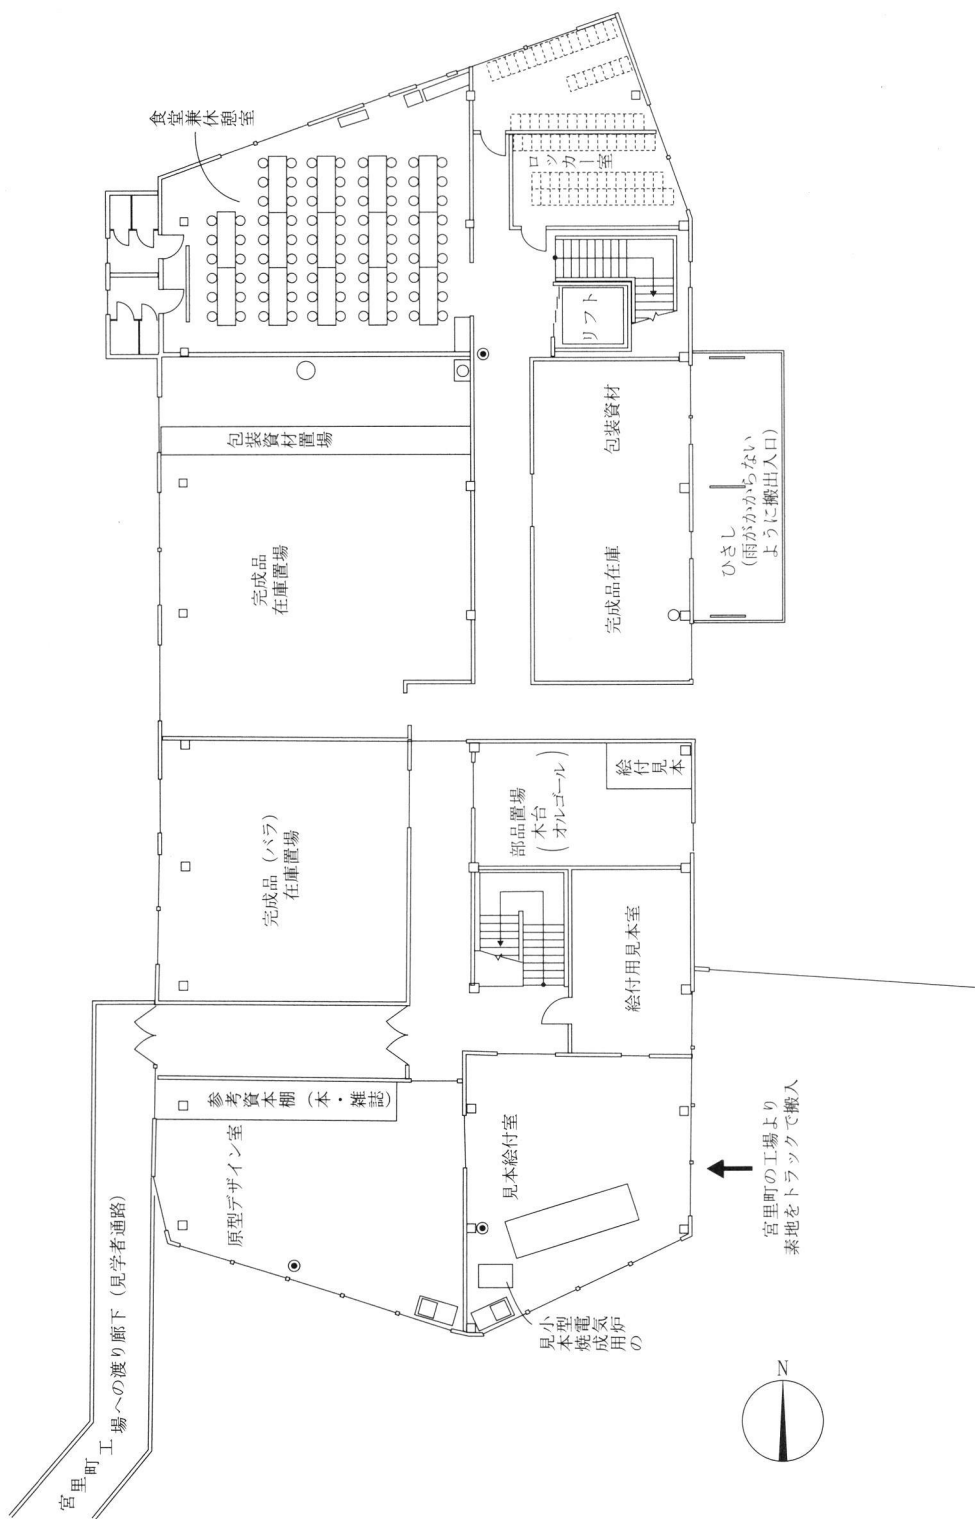 食堂兼休憩室
ロッカー室
リフト
包装資材置場
完成品
在庫置場
完成品在庫
包装資材
ひさし
(雨がかからない
ように搬出入口)
完成品（バラ）
在庫置場
部品置場
(木台
オルゴール)
絵付
見本
絵付用見本室
参考資本棚（本・雑誌）
原型デザイン室
見本絵付室
小型電気炉の
見本焼成用
宮里町の工場より
素地をトラックで搬入
宮里町工場への渡り廊下（見学者通路）
N